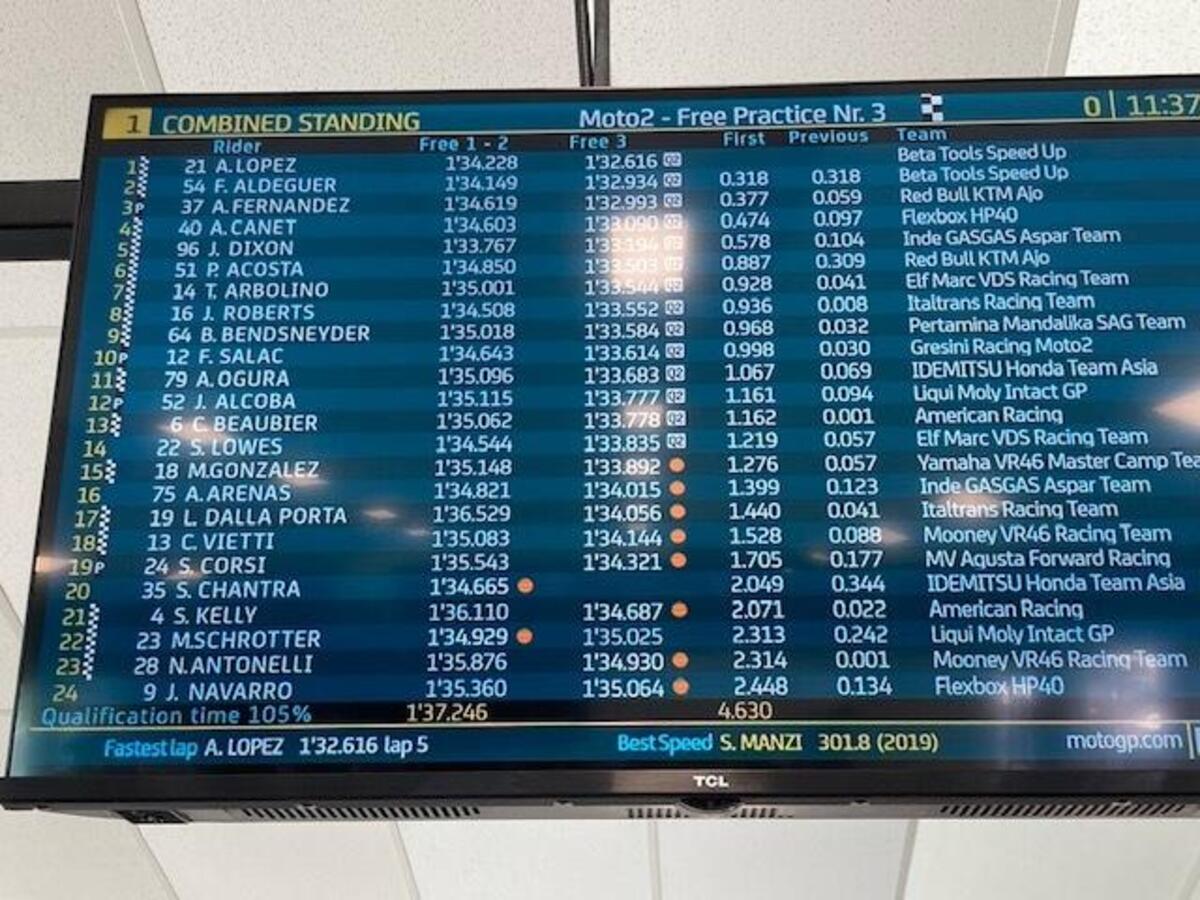 1 COMBINED STANDING Moto2 - Free Practice Nr. 3 0 11:37
Rider Free 1 - 2 Free 3 First Previous Team
1 21 A.LOPEZ 1'34.228 1'32.616 Q2 Beta Tools Speed Up
2 54 F. ALDEGUER 1'34.149 1'32.934 Q2 0.318 0.318 Beta Tools Speed Up
3P 37 A.FERNANDEZ 1'34.619 1'32.993 Q2 0.377 0.059 Red Bull KTM Ajo
4 40 A.CANET 1'34.603 1'33.090 Q2 0.474 0.097 Flexbox HP40
5 96 J. DIXON 1'33.767 1'33.194 Q2 0.578 0.104 Inde GASGAS Aspar Team
6 51 P. ACOSTA 1'34.850 1'33.503 Q2 0.887 0.309 Red Bull KTM Ajo
7 14 T. ARBOLINO 1'35.001 1'33.544 Q2 0.928 0.041 Elf Marc VDS Racing Team
8 16 J. ROBERTS 1'34.508 1'33.552 Q2 0.936 0.008 Italtrans Racing Team
9 64 B.BENDSNEYDER 1'35.018 1'33.584 Q2 0.968 0.032 Pertamina Mandalika SAG Team
10P 12 F. SALAC 1'34.643 1'33.614 Q2 0.998 0.030 Gresini Racing Moto2
11 79 A.OGURA 1'35.096 1'33.683 Q2 1.067 0.069 IDEMITSU Honda Team Asia
12P 52 J. ALCOBA 1'35.115 1'33.777 Q2 1.161 0.094 Liqui Moly Intact GP
13 6 C. BEAUBIER 1'35.062 1'33.778 Q2 1.162 0.001 American Racing
14 22 S. LOWES 1'34.544 1'33.835 Q2 1.219 0.057 Elf Marc VDS Racing Team
15 18 M.GONZALEZ 1'35.148 1'33.892 1.276 0.057 Yamaha VR46 Master Camp Tea
16 75 A.ARENAS 1'34.821 1'34.015 1.399 0.123 Inde GASGAS Aspar Team
17 19 L. DALLA PORTA 1'36.529 1'34.056 1.440 0.041 Italtrans Racing Team
18 13 C. VIETTI 1'35.083 1'34.144 1.528 0.088 Mooney VR46 Racing Team
19P 24 S. CORSI 1'35.543 1'34.321 1.705 0.177 MV Agusta Forward Racing
20 35 S. CHANTRA 1'34.665 2.049 0.344 IDEMITSU Honda Team Asia
21 4 S. KELLY 1'36.110 1'34.687 2.071 0.022 American Racing
22 23 M.SCHROTTER 1'34.929 1'35.025 2.313 0.242 Liqui Moly Intact GP
23 28 N.ANTONELLI 1'35.876 1'34.930 2.314 0.001 Mooney VR46 Racing Team
24 9 J. NAVARRO 1'35.360 1'35.064 2.448 0.134 Flexbox HP40
Qualification time 105% 1'37.246 4.630
Fastest lap A. LOPEZ 1'32.616 lap 5 Best Speed S. MANZI 301.8 (2019) motogp.com
TCL